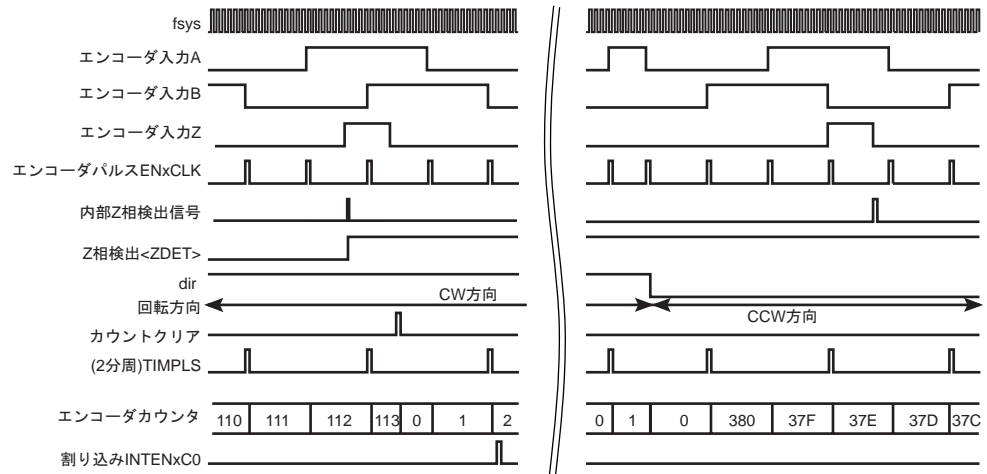 fsys
エンコーダ入力A
エンコーダ入力B
エンコーダ入力Z
エンコーダパルスENxCLK
内部Z相検出信号
Z相検出<ZDET>
dir
回転方向 CW方向 CCW方向
カウントクリア
(2分周)TIMPLS
エンコーダカウンタ 110 111 112 113 0 1 2 0 1 0 380 37F 37E 37D 37C
割り込みINTENxC0